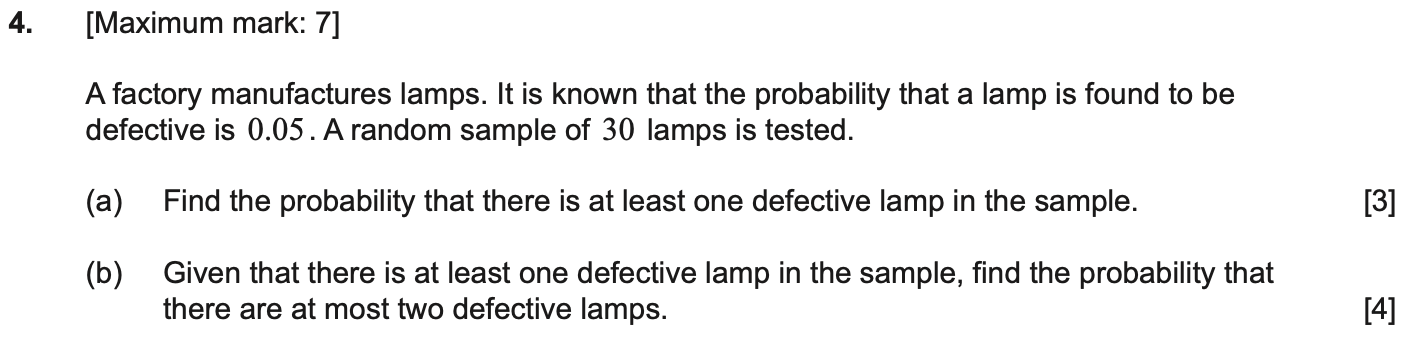 4. [Maximum mark: 7]
A factory manufactures lamps. It is known that the probability that a lamp is found to be
defective is 0.05. A random sample of 30 lamps is tested.
(a) Find the probability that there is at least one defective lamp in the sample. [3]
(b) Given that there is at least one defective lamp in the sample, find the probability that
there are at most two defective lamps. [4]